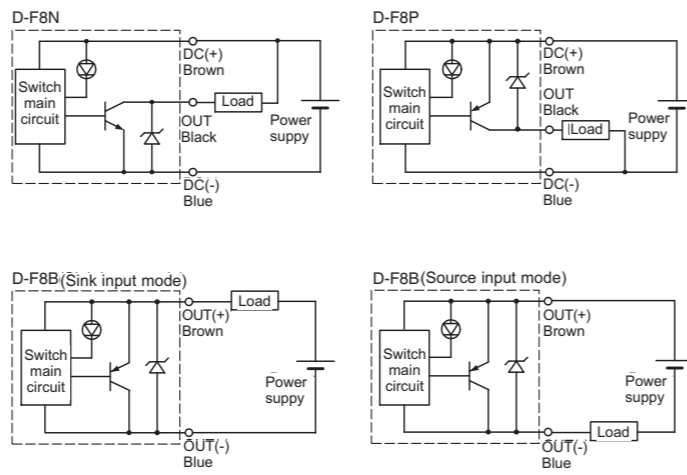 D-F8N
DC(+)
Brown
Switch
main
circuit
Load
OUT
Black
Power
suppy
DC(-)
Blue
D-F8P
DC(+)
Brown
Switch
main
circuit
OUT
Black
Load
Power
suppy
DC(-)
Blue
D-F8B(Sink input mode)
Load
OUT(+)
Brown
Switch
main
circuit
Power
suppy
OUT(-)
Blue
D-F8B(Source input mode)
OUT(+)
Brown
Switch
main
circuit
Power
suppy
Load
OUT(-)
Blue